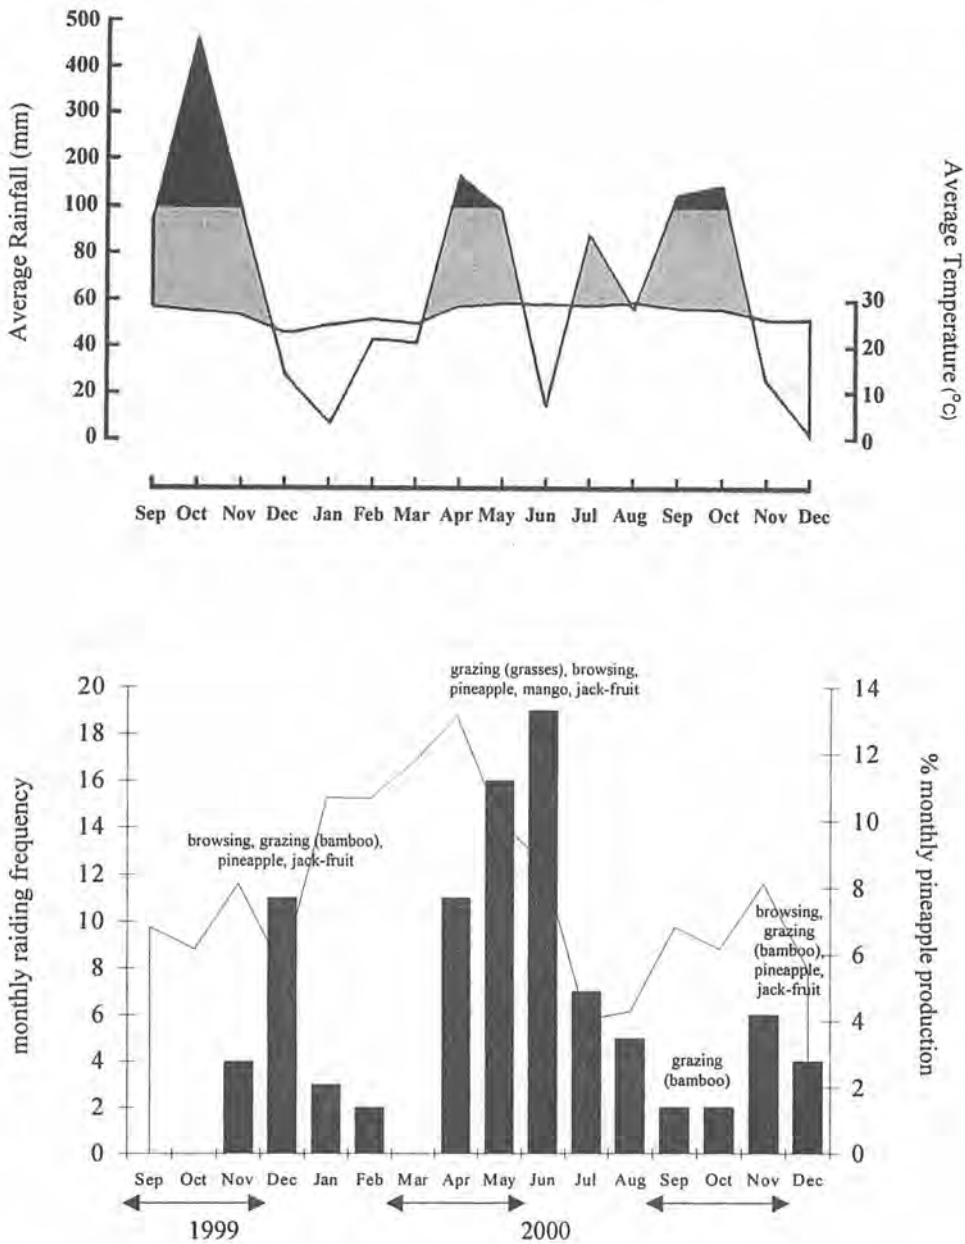 500
400
300
200
100
80
60
40
20
0
Average Rainfall (mm)
30
20
10
0
Average Temperature (°C)
Sep Oct Nov Dec Jan Feb Mar Apr May Jun Jul Aug Sep Oct Nov Dec
grazing (grasses), browsing,
pineapple, mango, jack-fruit
20
18
16
14
12
10
8
6
4
2
0
monthly raiding frequency
browsing, grazing (bamboo),
pineapple, jack-fruit
browsing,
grazing
(bamboo),
pineapple,
jack-fruit
grazing
(bamboo)
14
12
10
8
6
4
2
0
% monthly pineapple production
Sep Oct Nov Dec Jan Feb Mar Apr May Jun Jul Aug Sep Oct Nov Dec
1999 2000